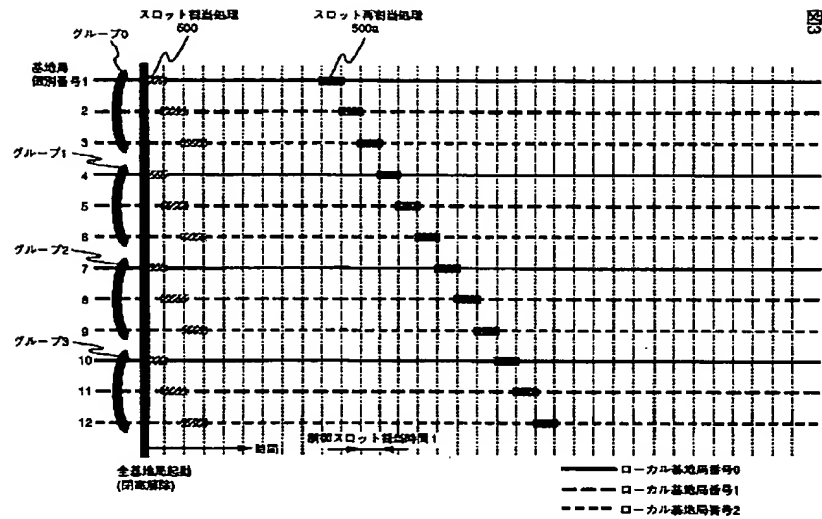 図3
グループ0
スロット割当処理
500
スロット再割当処理
500a
基地局
個別番号1
2
3
グループ1
4
5
6
グループ2
7
8
9
グループ3
10
11
12
時間
制御スロット割当時間1
全基地局起動
(閉塞解除)
ローカル基地局番号0
ローカル基地局番号1
ローカル基地局番号2